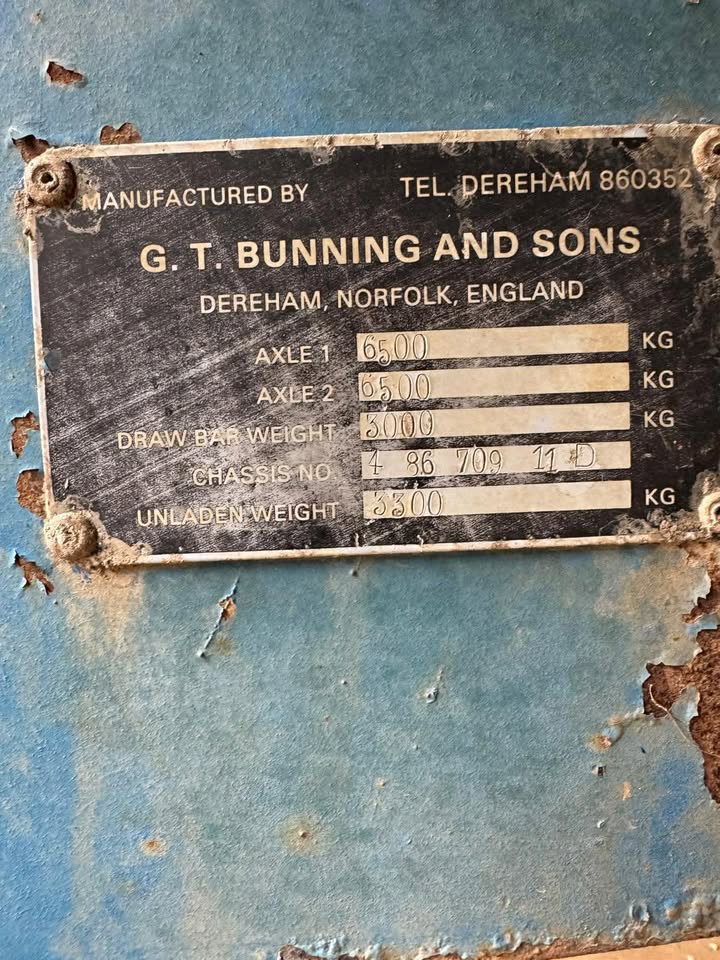 MANUFACTURED BY TEL. DEREHAM 860352
G. T. BUNNING AND SONS
DEREHAM, NORFOLK, ENGLAND
AXLE 1 6500 KG
AXLE 2 6500 KG
DRAW BAR WEIGHT 3000 KG
CHASSIS NO. 4 86 709 11 D
UNLADEN WEIGHT 3300 KG